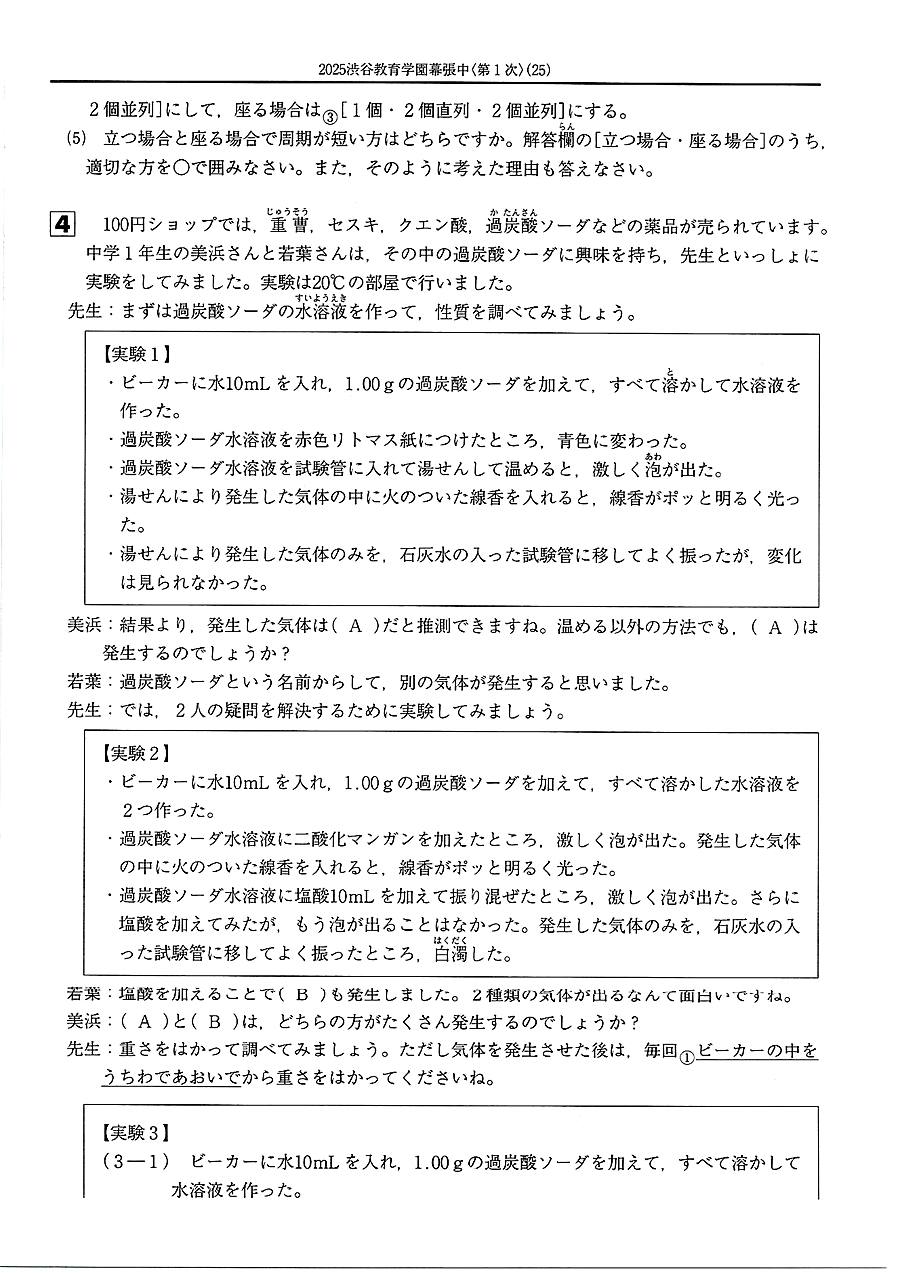 2025渋谷教育学園幕張中〈第1次〉(25)
2個並列]にして，座る場合は③[1個・2個直列・2個並列]にする。
(5) 立つ場合と座る場合で周期が短い方はどちらですか。解答欄の[立つ場合・座る場合]のうち，
らん
適切な方を○で囲みなさい。また，そのように考えた理由も答えなさい。
じゅうそう かたんさん
4 100円ショップでは，重曹，セスキ，クエン酸，過炭酸ソーダなどの薬品が売られています。
中学1年生の美浜さんと若葉さんは，その中の過炭酸ソーダに興味を持ち，先生といっしょに
実験をしてみました。実験は20℃の部屋で行いました。
すいようえき
先生：まずは過炭酸ソーダの水溶液を作って，性質を調べてみましょう。
【実験1】
と
・ビーカーに水10mLを入れ，1.00gの過炭酸ソーダを加えて，すべて溶かして水溶液を
作った。
・過炭酸ソーダ水溶液を赤色リトマス紙につけたところ，青色に変わった。
あわ
・過炭酸ソーダ水溶液を試験管に入れて湯せんして温めると，激しく泡が出た。
・湯せんにより発生した気体の中に火のついた線香を入れると，線香がポッと明るく光っ
た。
・湯せんにより発生した気体のみを，石灰水の入った試験管に移してよく振ったが，変化
は見られなかった。
美浜：結果より，発生した気体は( A )だと推測できますね。温める以外の方法でも，( A )は
発生するのでしょうか？
若葉：過炭酸ソーダという名前からして，別の気体が発生すると思いました。
先生：では，2人の疑問を解決するために実験してみましょう。
【実験2】
・ビーカーに水10mLを入れ，1.00gの過炭酸ソーダを加えて，すべて溶かした水溶液を
2つ作った。
・過炭酸ソーダ水溶液に二酸化マンガンを加えたところ，激しく泡が出た。発生した気体
の中に火のついた線香を入れると，線香がポッと明るく光った。
・過炭酸ソーダ水溶液に塩酸10mLを加えて振り混ぜたところ，激しく泡が出た。さらに
塩酸を加えてみたが，もう泡が出ることはなかった。発生した気体のみを，石灰水の入
はくだく
った試験管に移してよく振ったところ，白濁した。
若葉：塩酸を加えることで( B )も発生しました。2種類の気体が出るなんて面白いですね。
美浜：( A )と( B )は，どちらの方がたくさん発生するのでしょうか？
先生：重さをはかって調べてみましょう。ただし気体を発生させた後は，毎回①ビーカーの中を
うちわであおいでから重さをはかってくださいね。
【実験3】
(3－1) ビーカーに水10mLを入れ，1.00gの過炭酸ソーダを加えて，すべて溶かして
水溶液を作った。